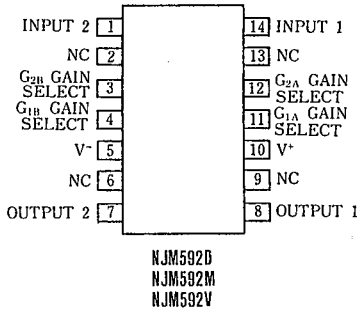 INPUT 2 1 14 INPUT 1
NC 2 13 NC
G2B GAIN SELECT 3 12 G2A GAIN SELECT
G1B GAIN SELECT 4 11 G1A GAIN SELECT
V- 5 10 V+
NC 6 9 NC
OUTPUT 2 7 8 OUTPUT 1
NJM592D
NJM592M
NJM592V